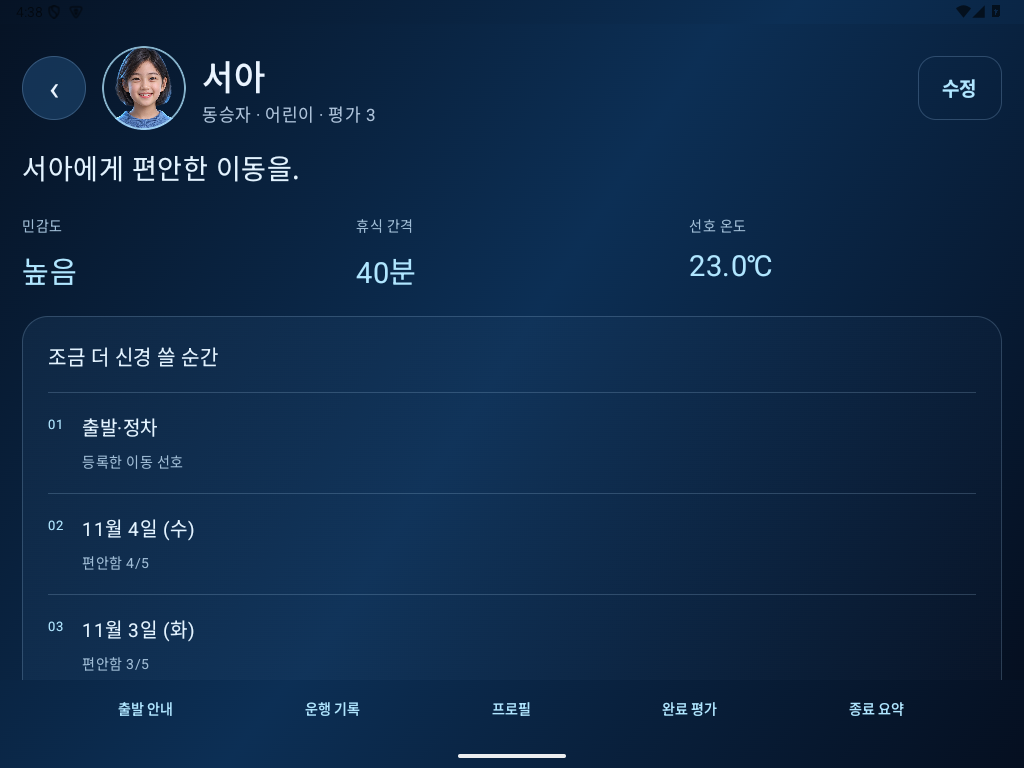 4:38
‹
서아
동승자 · 어린이 · 평가 3
수정
서아에게 편안한 이동을.
민감도
높음
휴식 간격
40분
선호 온도
23.0℃
조금 더 신경 쓸 순간
01 출발·정차
등록한 이동 선호
02 11월 4일 (수)
편안함 4/5
03 11월 3일 (화)
편안함 3/5
출발 안내
운행 기록
프로필
완료 평가
종료 요약